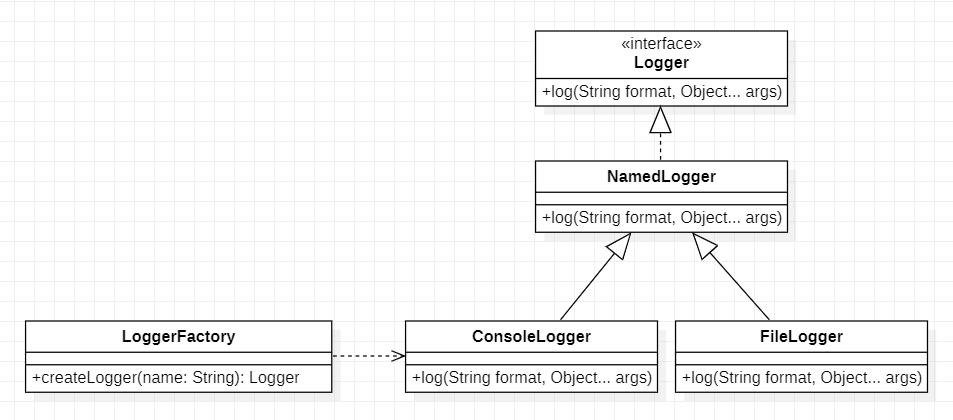 «interface»
Logger
+log(String format, Object... args)
NamedLogger
+log(String format, Object... args)
LoggerFactory
+createLogger(name: String): Logger
ConsoleLogger
+log(String format, Object... args)
FileLogger
+log(String format, Object... args)